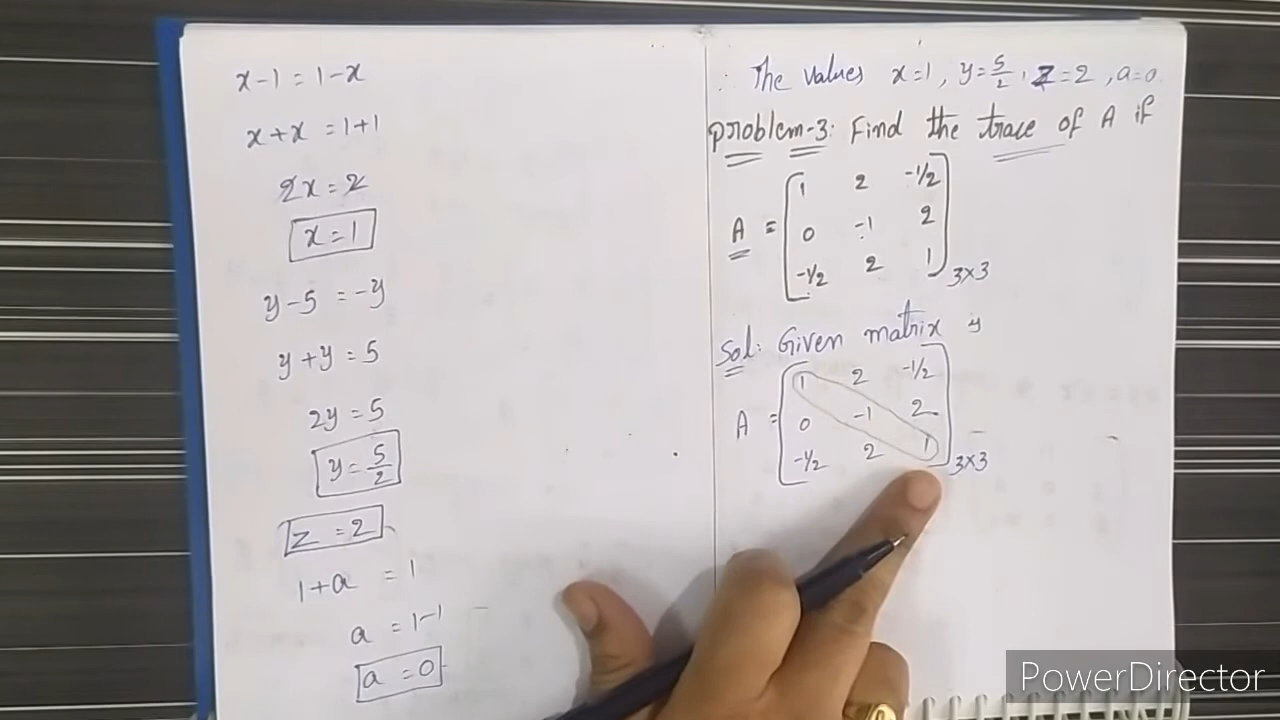 x-1 = 1-x
x+x = 1+1
2x = 2
x = 1
y-5 = -y
y+y = 5
2y = 5
y = 5/2
z = 2
1+a = 1
a = 1-1
a = 0
∴ The values x=1, y=5/2, z=2, a=0.
problem-3: Find the trace of A if
A = [1 2 -1/2
0 -1 2
-1/2 2 1] 3×3
Sol: Given matrix is
A = [1 2 -1/2
0 -1 2
-1/2 2 1] 3×3
PowerDirector